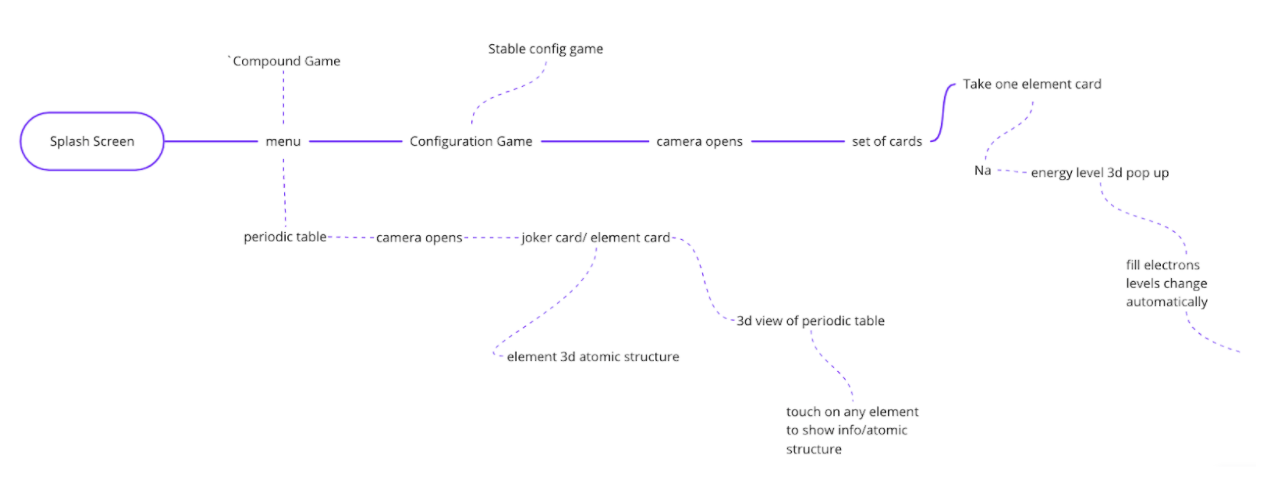 Stable config game
`Compound Game
Take one element card
Splash Screen
menu
Configuration Game
camera opens
set of cards
Na
energy level 3d pop up
periodic table
camera opens
joker card/ element card
fill electrons
levels change
automatically
3d view of periodic table
element 3d atomic structure
touch on any element
to show info/atomic
structure